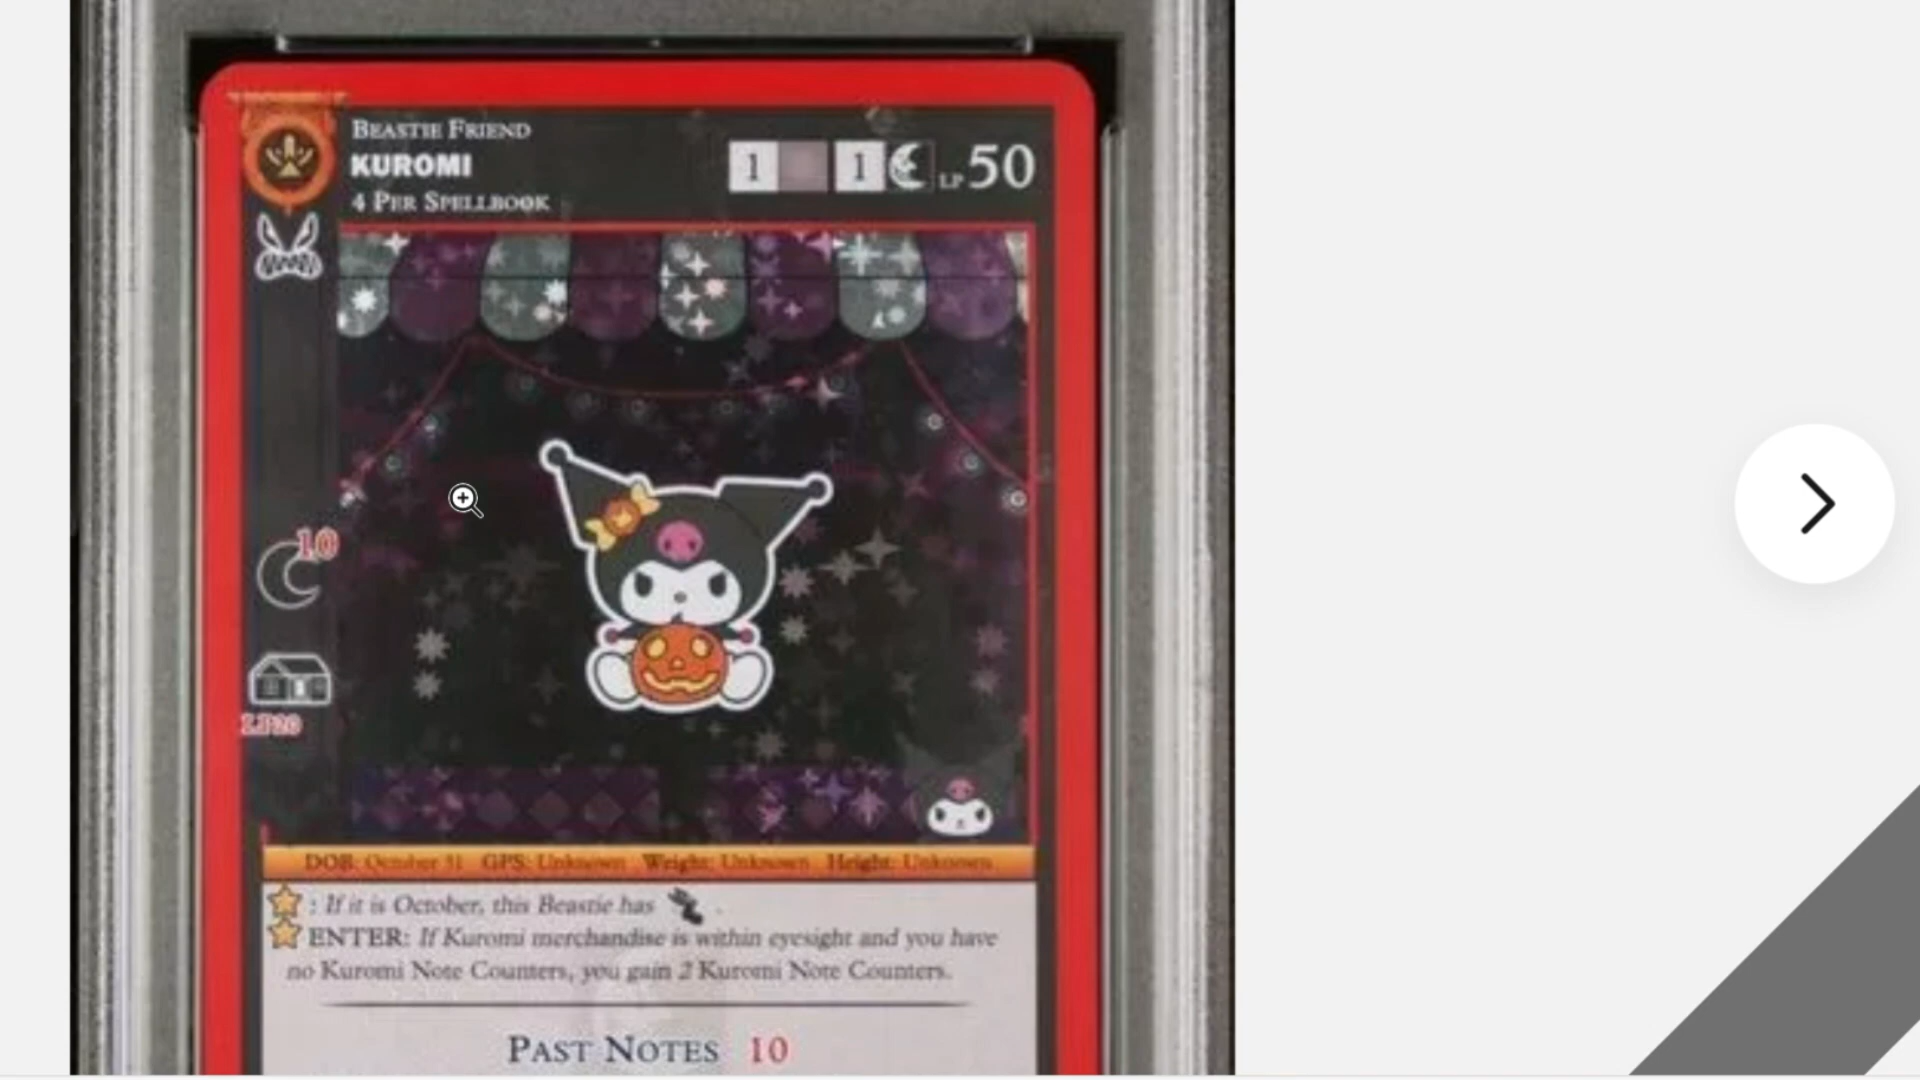 BEASTIE FRIEND
KUROMI
4 PER SPELLBOOK
1 1 LP50
10
LP20
DOB: October 31 GPS: Unknown Weight: Unknown Height: Unknown
: If it is October, this Beastie has .
ENTER: If Kuromi merchandise is within eyesight and you have
no Kuromi Note Counters, you gain 2 Kuromi Note Counters.
PAST NOTES 10